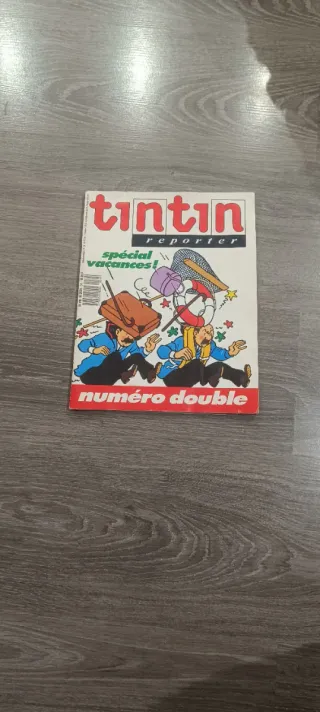 tintin
reporter
spécial
vacances!
numéro double